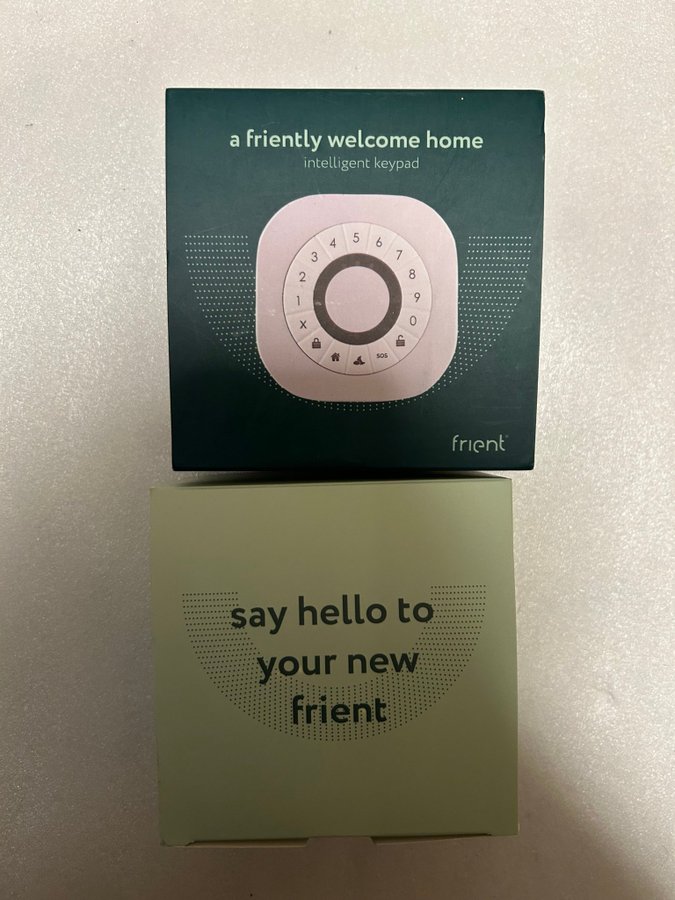 a friently welcome home
intelligent keypad
4 5 6
3 7
2 8
1 9
X 0
SOS
frient
say hello to
your new
frient